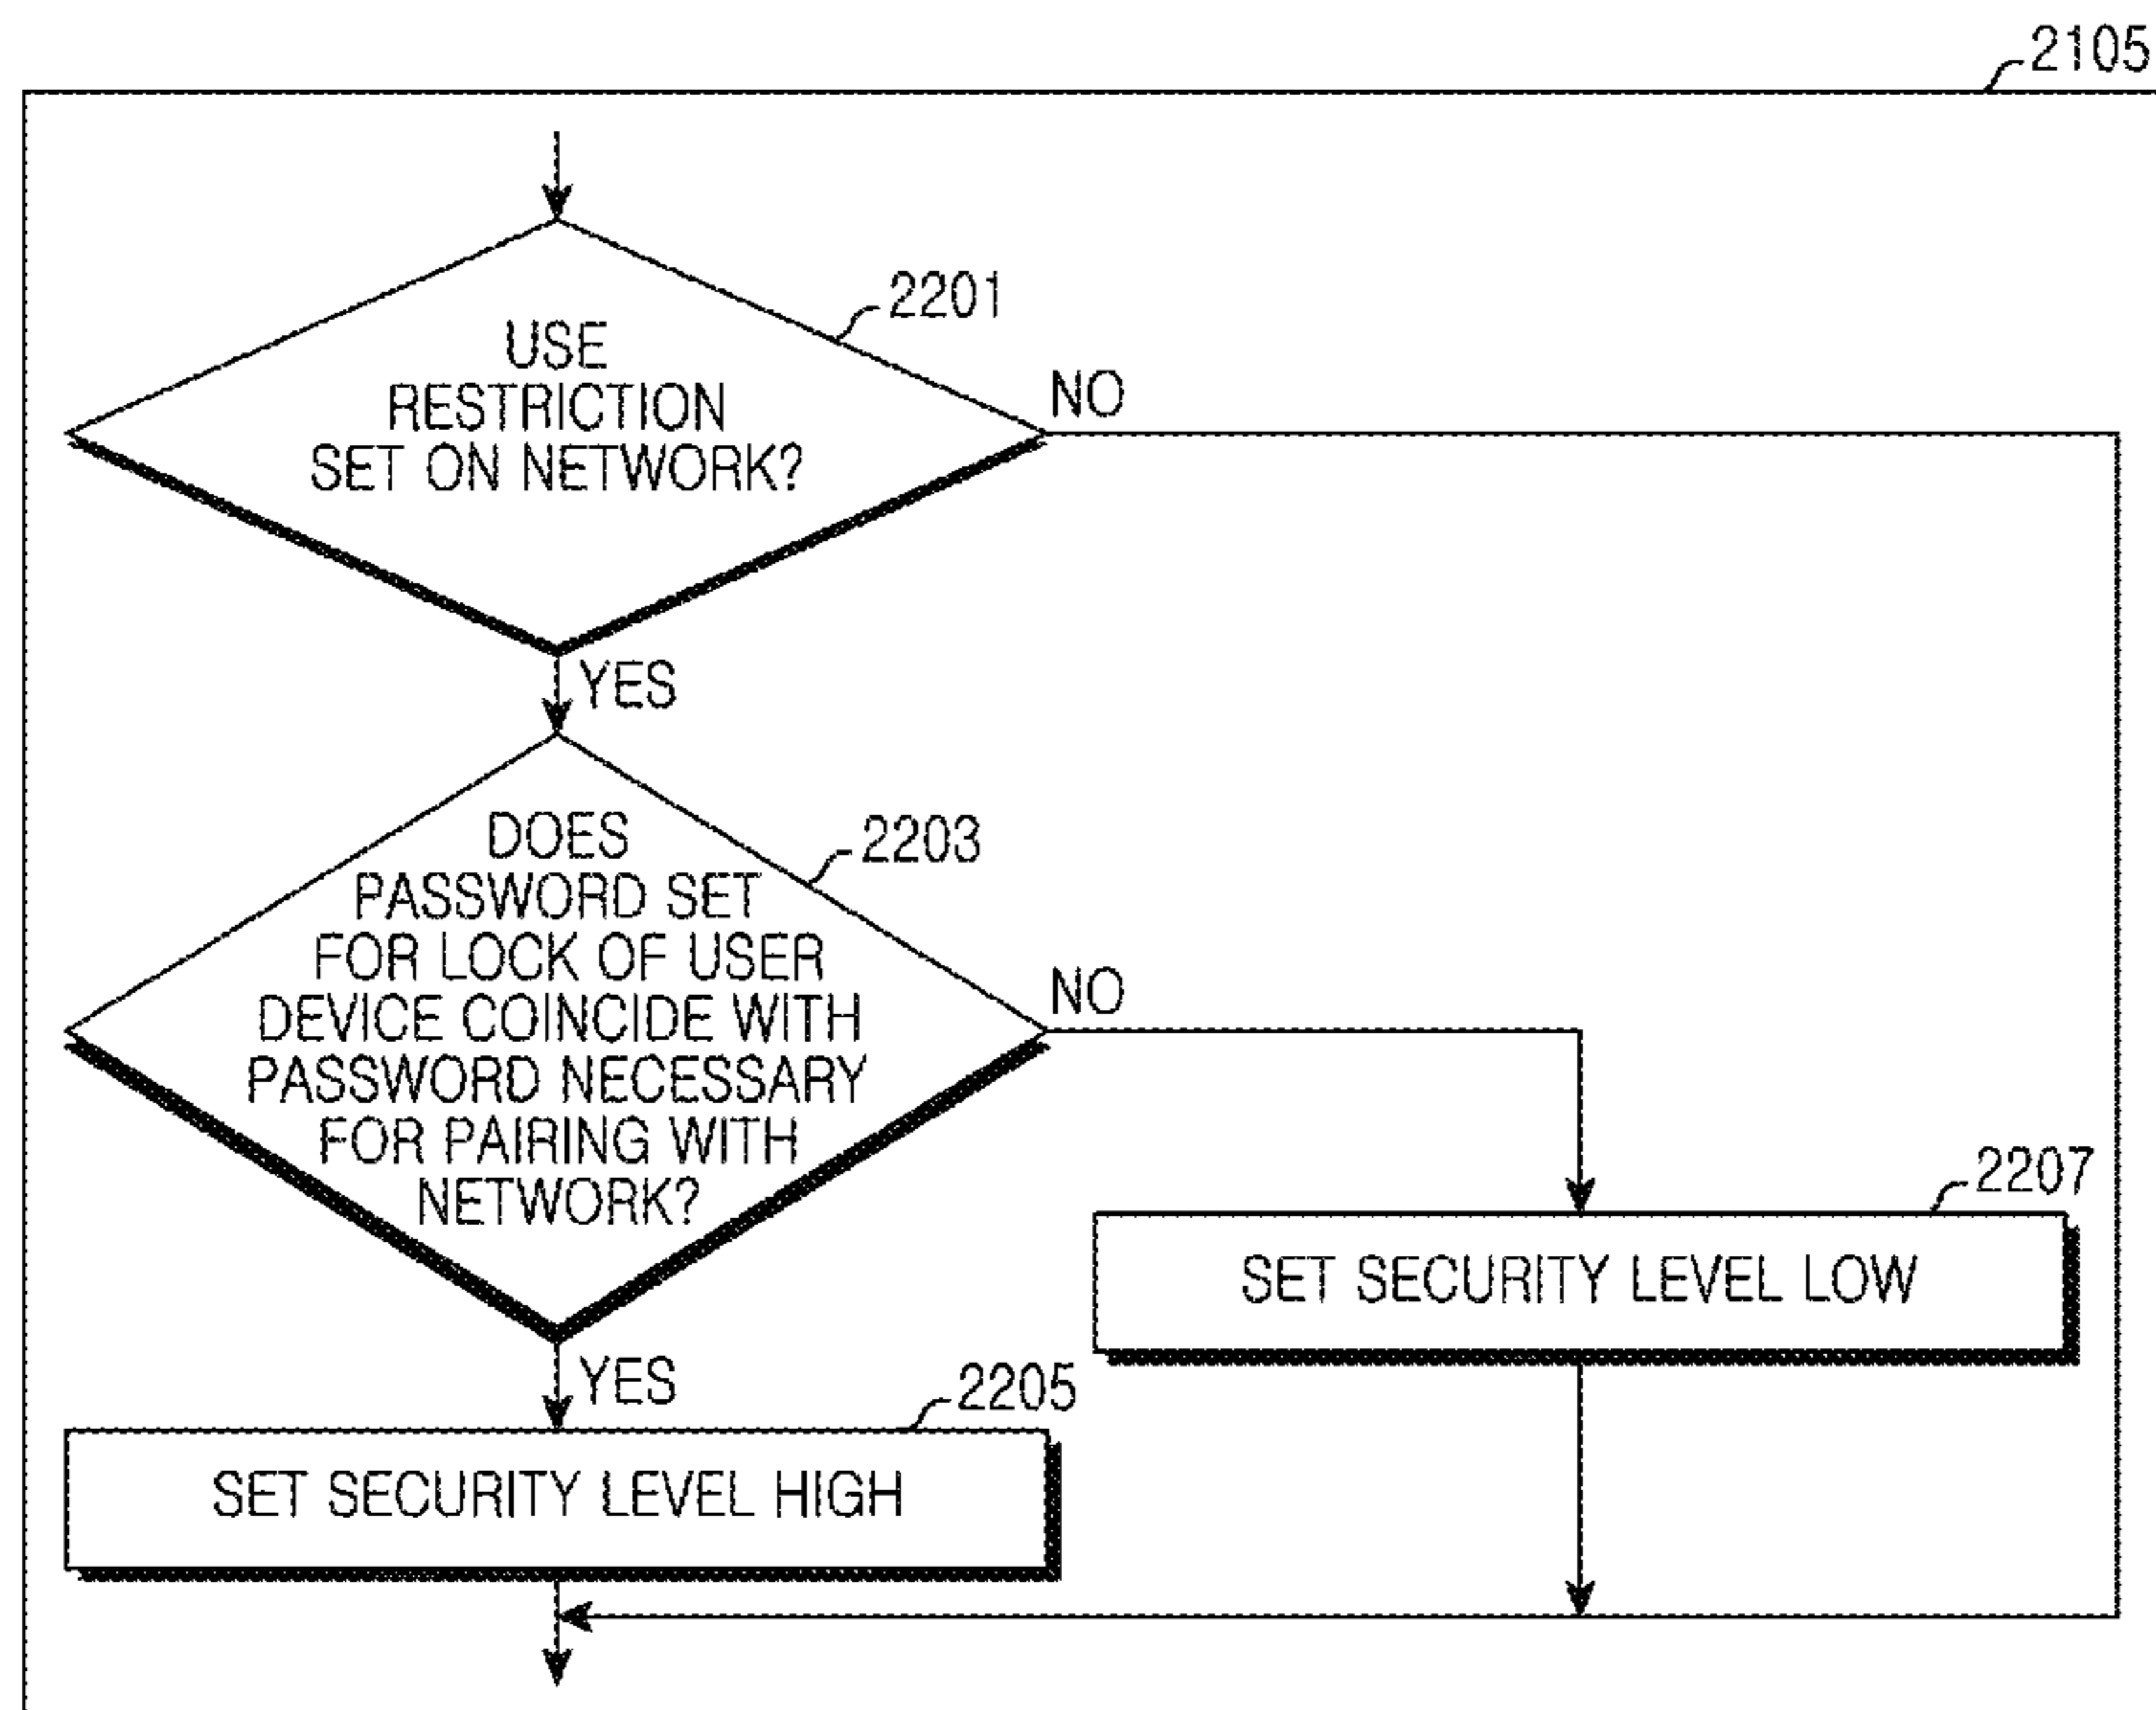 2105
2201
USE
RESTRICTION
SET ON NETWORK?
NO
YES
2203
DOES
PASSWORD SET
FOR LOCK OF USER
DEVICE COINCIDE WITH
PASSWORD NECESSARY
FOR PAIRING WITH
NETWORK?
NO
2207
SET SECURITY LEVEL LOW
YES
2205
SET SECURITY LEVEL HIGH